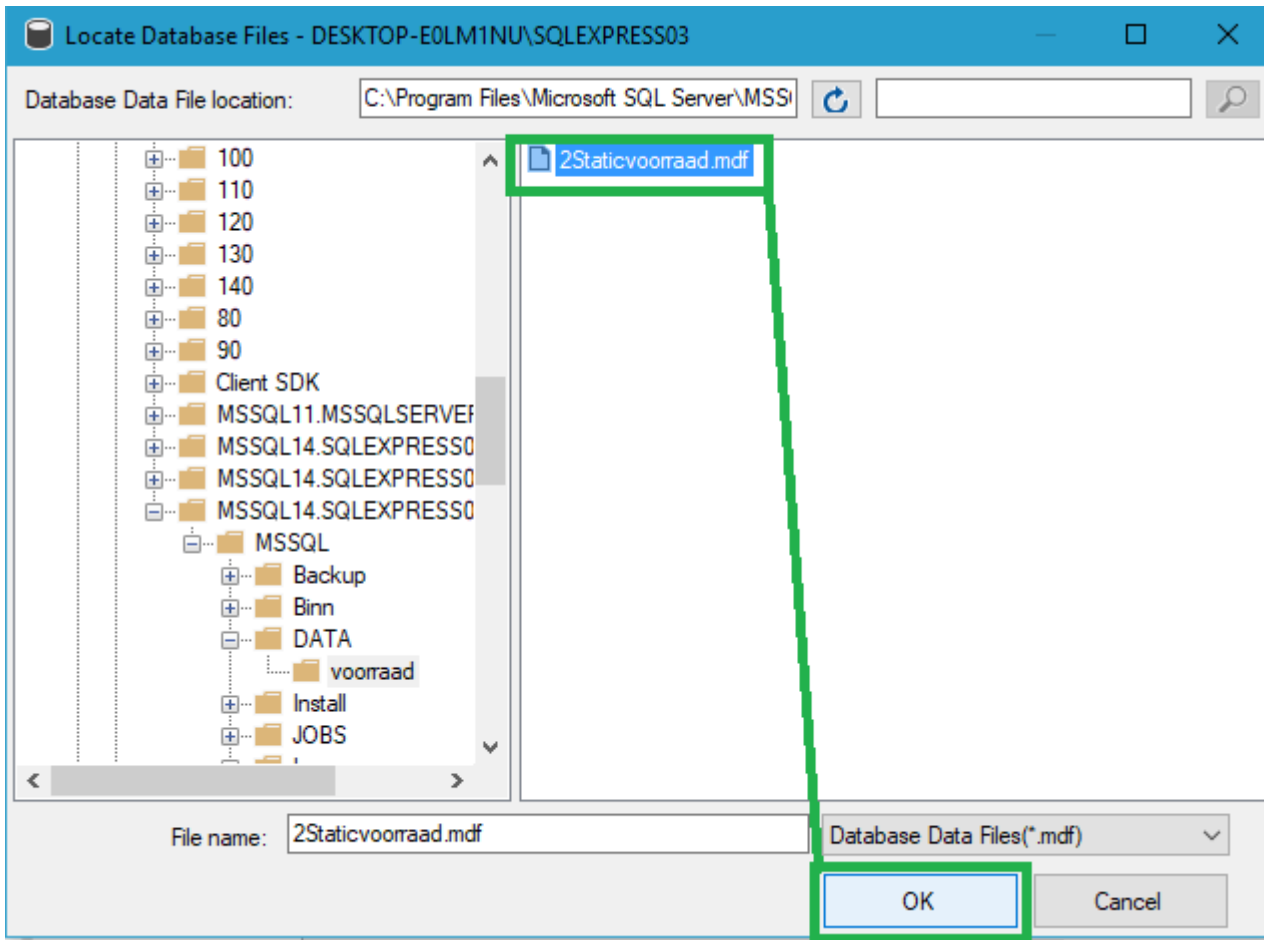 Locate Database Files - DESKTOP-E0LM1NU\SQLEXPRESS03
Database Data File location: C:\Program Files\Microsoft SQL Server\MSS
100
110
120
130
140
80
90
Client SDK
MSSQL11.MSSQLSERVER
MSSQL14.SQLEXPRESS0
MSSQL14.SQLEXPRESS0
MSSQL14.SQLEXPRESS0
MSSQL
Backup
Binn
DATA
voorraad
Install
JOBS
2Staticvoorraad.mdf
File name: 2Staticvoorraad.mdf Database Data Files(*.mdf)
OK Cancel